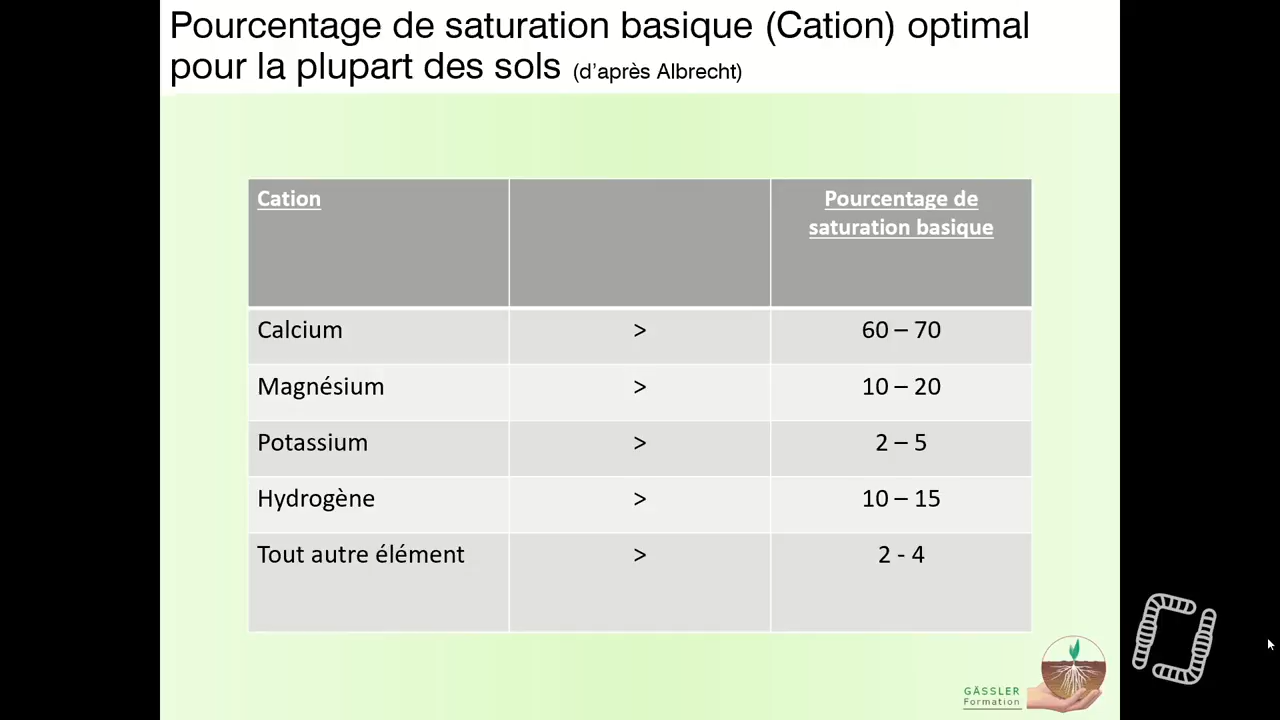 Pourcentage de saturation basique (Cation) optimal
pour la plupart des sols (d’après Albrecht)
Cation
Pourcentage de
saturation basique
Calcium > 60 – 70
Magnésium > 10 – 20
Potassium > 2 – 5
Hydrogène > 10 – 15
Tout autre élément > 2 - 4
GÄSSLER
Formation